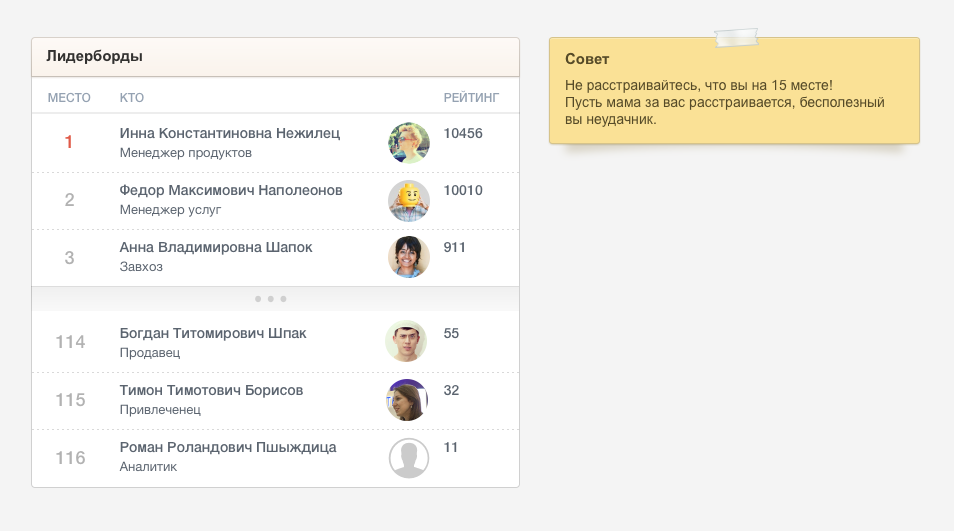 Лидерборды
МЕСТО КТО РЕЙТИНГ
1 Инна Константиновна Нежилец 10456
Менеджер продуктов
2 Федор Максимович Наполеонов 10010
Менеджер услуг
3 Анна Владимировна Шапок 911
Завхоз
114 Богдан Титомирович Шпак 55
Продавец
115 Тимон Тимотович Борисов 32
Привлеченец
116 Роман Роландович Пшыждица 11
Аналитик
Совет
Не расстраивайтесь, что вы на 15 месте!
Пусть мама за вас расстраивается, бесполезный
вы неудачник.